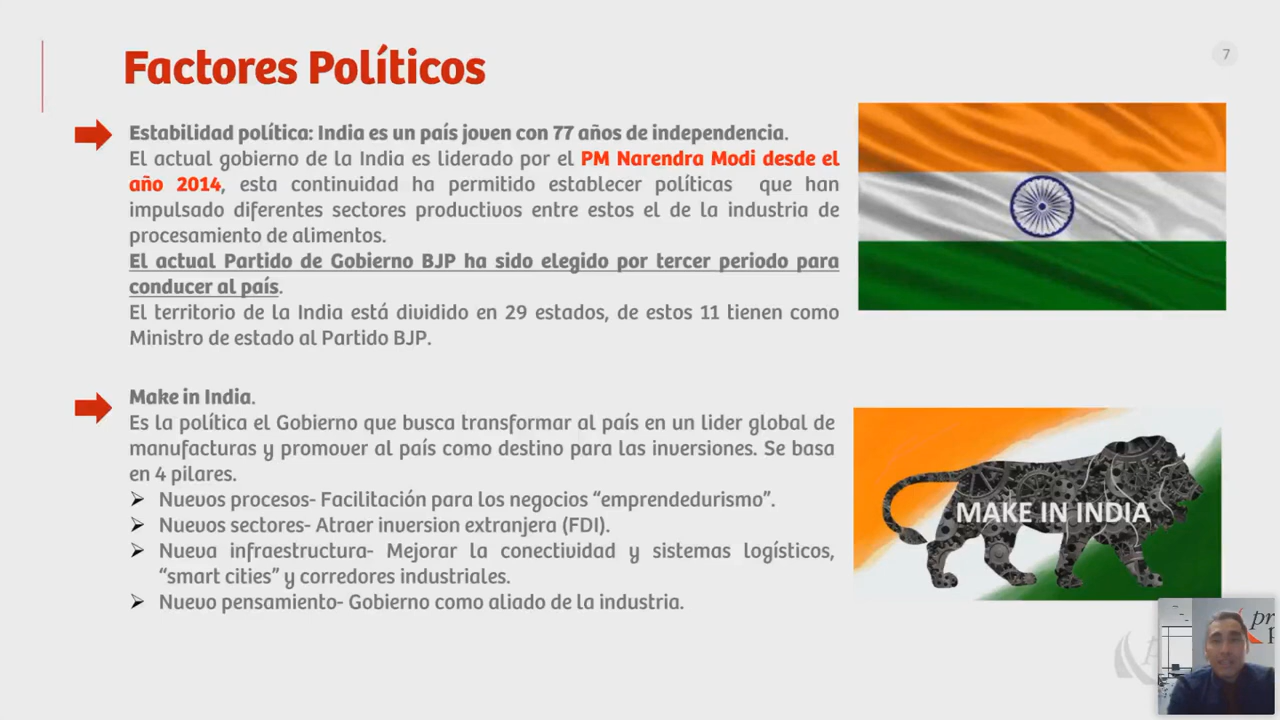 Factores Políticos
7
Estabilidad política: India es un país joven con 77 años de independencia.
El actual gobierno de la India es liderado por el PM Narendra Modi desde el
año 2014, esta continuidad ha permitido establecer políticas que han
impulsado diferentes sectores productivos entre estos el de la industria de
procesamiento de alimentos.
El actual Partido de Gobierno BJP ha sido elegido por tercer periodo para
conducer al país.
El territorio de la India está dividido en 29 estados, de estos 11 tienen como
Ministro de estado al Partido BJP.
Make in India.
Es la política el Gobierno que busca transformar al país en un lider global de
manufacturas y promover al país como destino para las inversiones. Se basa
en 4 pilares.
Nuevos procesos- Facilitación para los negocios “emprendedurismo”.
Nuevos sectores- Atraer inversion extranjera (FDI).
Nueva infraestructura- Mejorar la conectividad y sistemas logísticos,
“smart cities” y corredores industriales.
Nuevo pensamiento- Gobierno como aliado de la industria.
MAKE IN INDIA